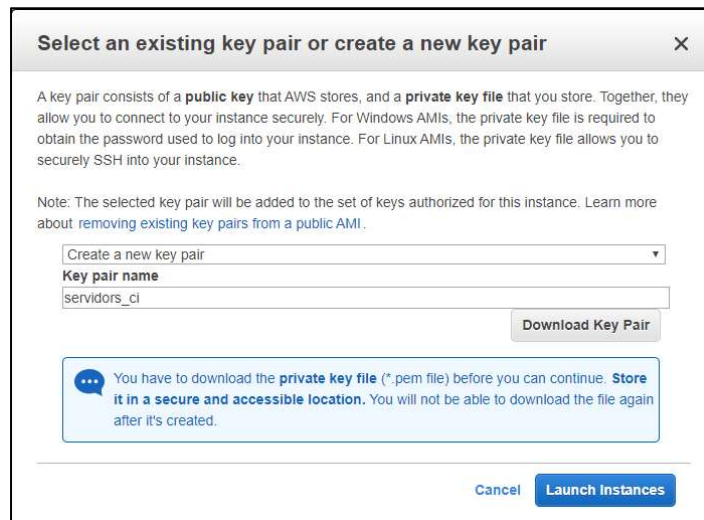 Select an existing key pair or create a new key pair
A key pair consists of a public key that AWS stores, and a private key file that you store. Together, they
allow you to connect to your instance securely. For Windows AMIs, the private key file is required to
obtain the password used to log into your instance. For Linux AMIs, the private key file allows you to
securely SSH into your instance.
Note: The selected key pair will be added to the set of keys authorized for this instance. Learn more
about removing existing key pairs from a public AMI.
Create a new key pair
Key pair name
servidors_ci
Download Key Pair
You have to download the private key file (*.pem file) before you can continue. Store
it in a secure and accessible location. You will not be able to download the file again
after it's created.
Cancel Launch Instances